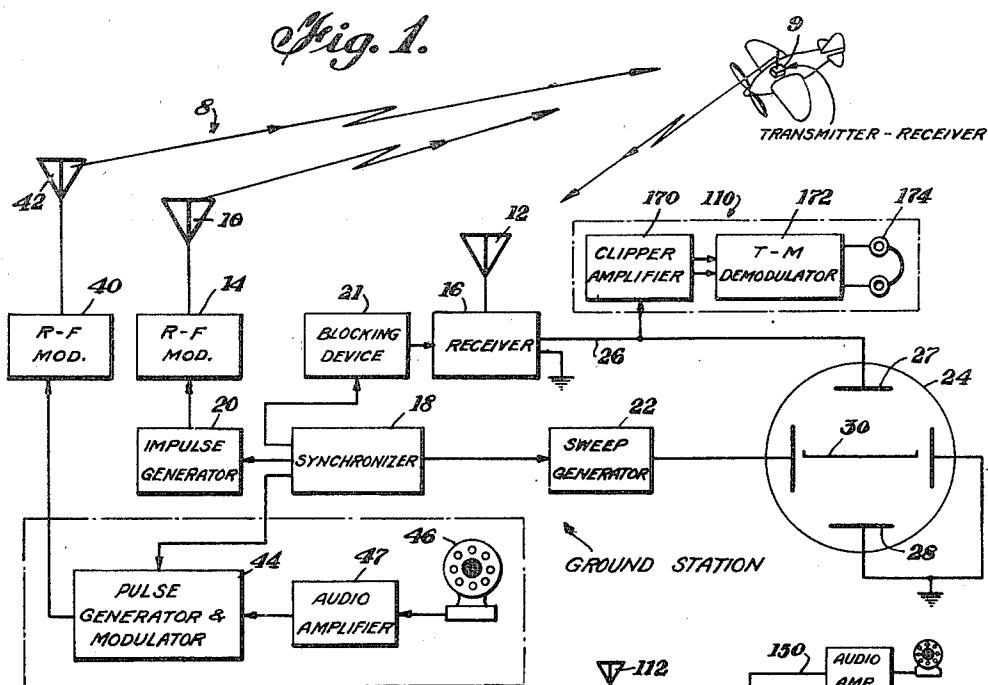 Fig. 1.
9
8
TRANSMITTER-RECEIVER
42
10
12
170
110
172
174
CLIPPER
AMPLIFIER
T-M
DEMODULATOR
40
14
21
16
R-F
MOD.
R-F
MOD.
BLOCKING
DEVICE
RECEIVER
26
27
24
20
18
22
30
IMPULSE
GENERATOR
SYNCHRONIZER
SWEEP
GENERATOR
28
44
47
46
GROUND STATION
PULSE
GENERATOR &
MODULATOR
AUDIO
AMPLIFIER
112
150
AUDIO
AMP.